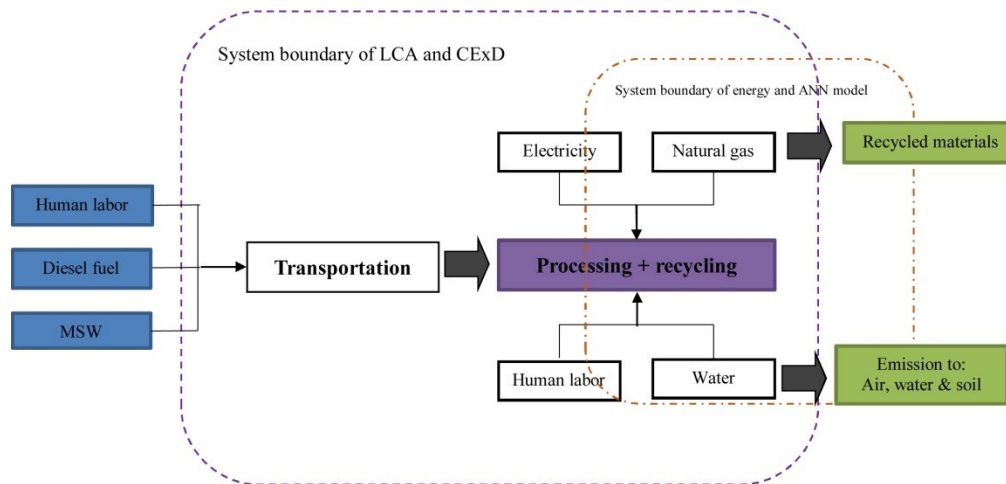 System boundary of LCA and CExD
System boundary of energy and ANN model
Electricity
Natural gas
Recycled materials
Human labor
Diesel fuel
MSW
Transportation
Processing + recycling
Human labor
Water
Emission to:
Air, water & soil